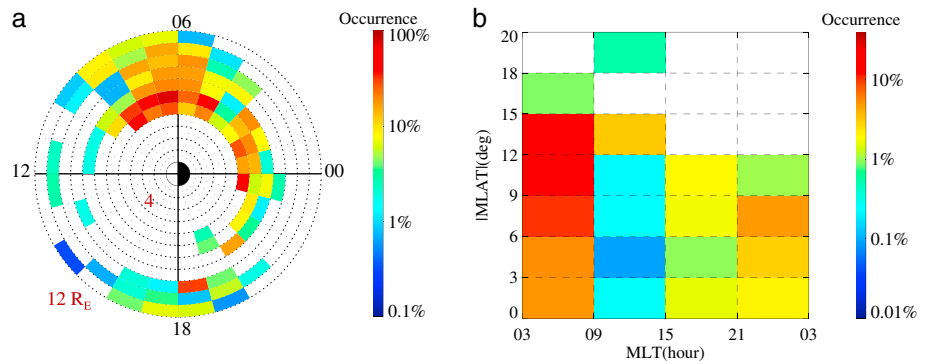 a
06
Occurrence
100%
10%
1%
0.1%
12
00
4
12 R_E
18
b
Occurrence
10%
1%
0.1%
0.01%
|MLAT|(deg)
20
18
15
12
9
6
3
0
03 09 15 21 03
MLT(hour)